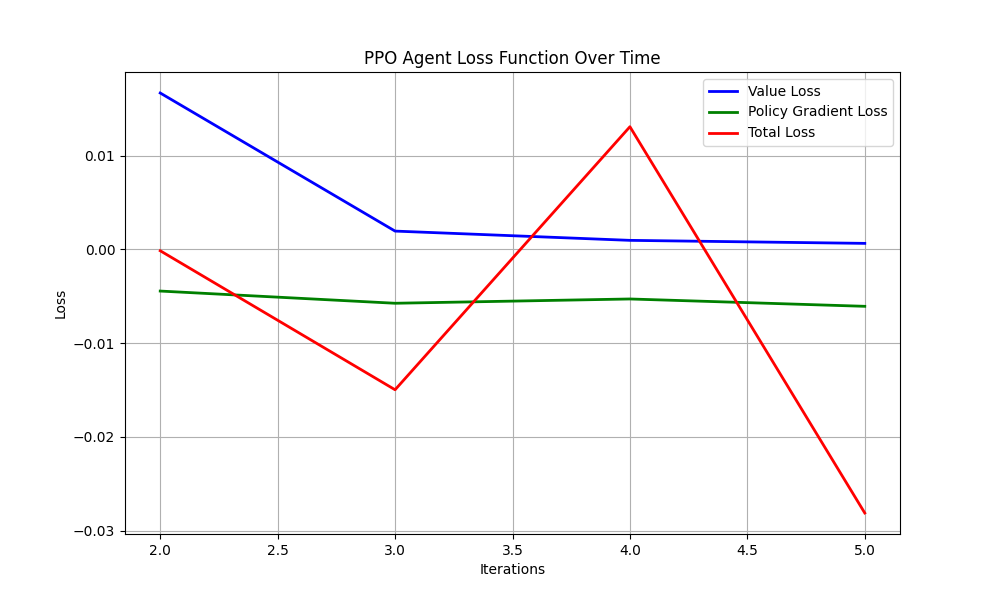 PPO Agent Loss Function Over Time
Value Loss
Policy Gradient Loss
Total Loss
0.01
0.00
−0.01
−0.02
−0.03
Loss
2.0 2.5 3.0 3.5 4.0 4.5 5.0
Iterations